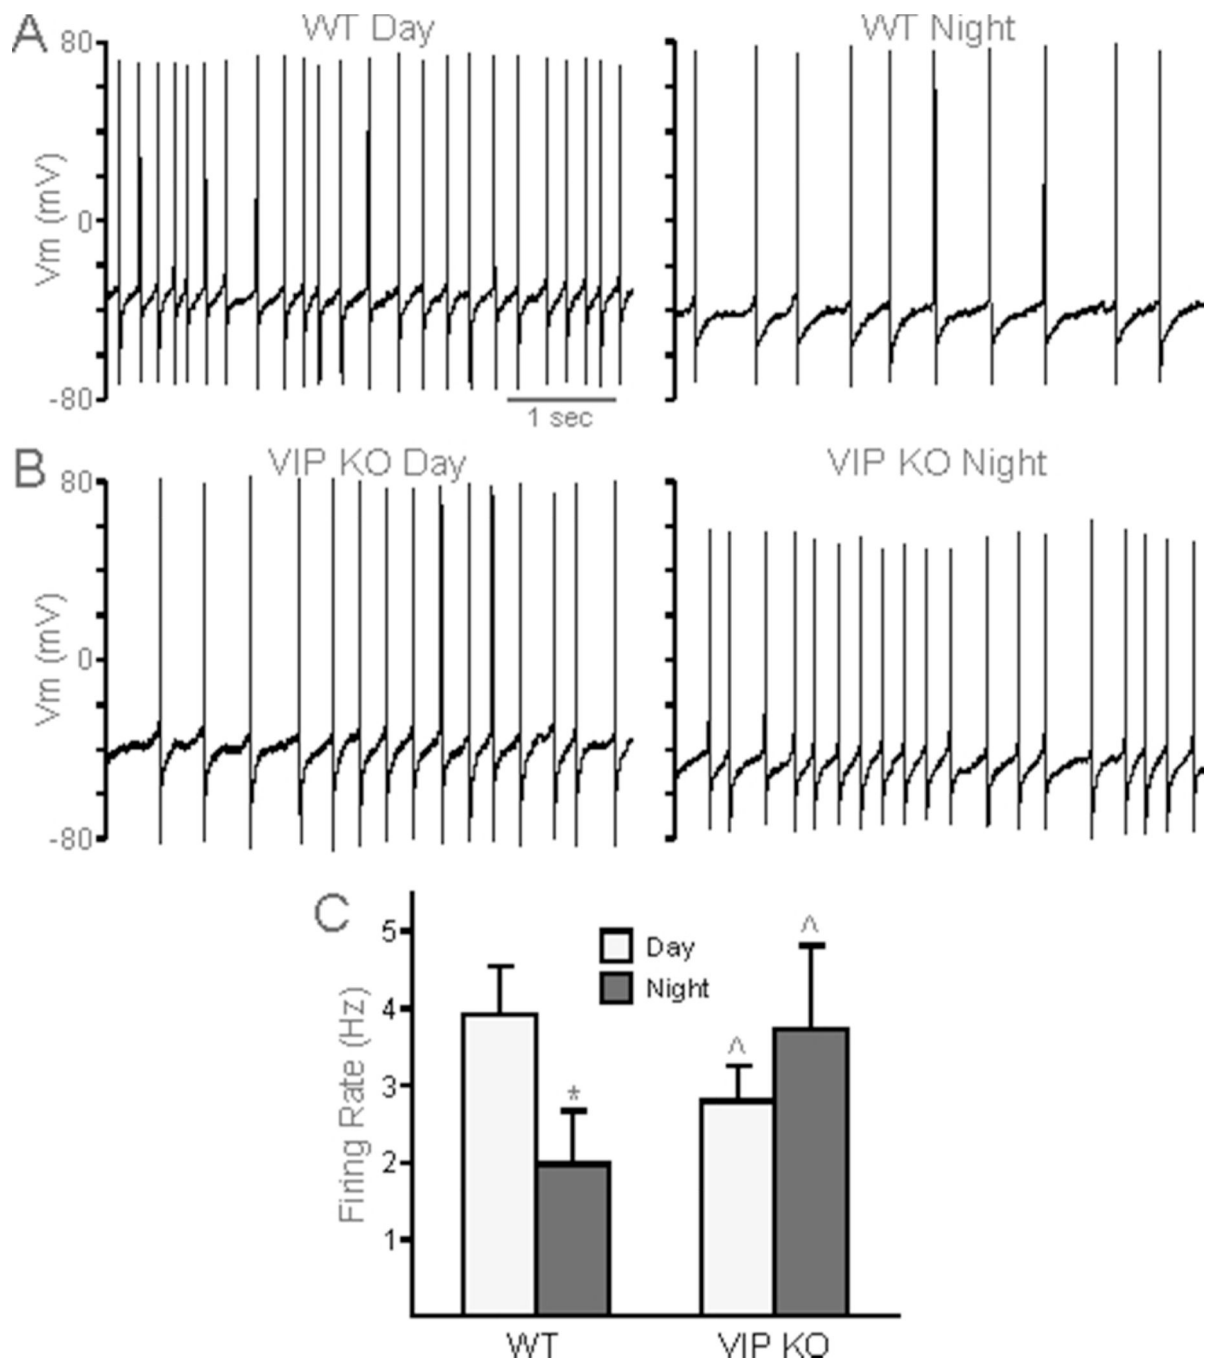 A
WT Day
WT Night
80
0
-80
Vm (mV)
1 sec
B
VIP KO Day
VIP KO Night
80
0
-80
Vm (mV)
C
Day
Night
5
4
3
2
1
Firing Rate (Hz)
^
^
*
WT
VIP KO